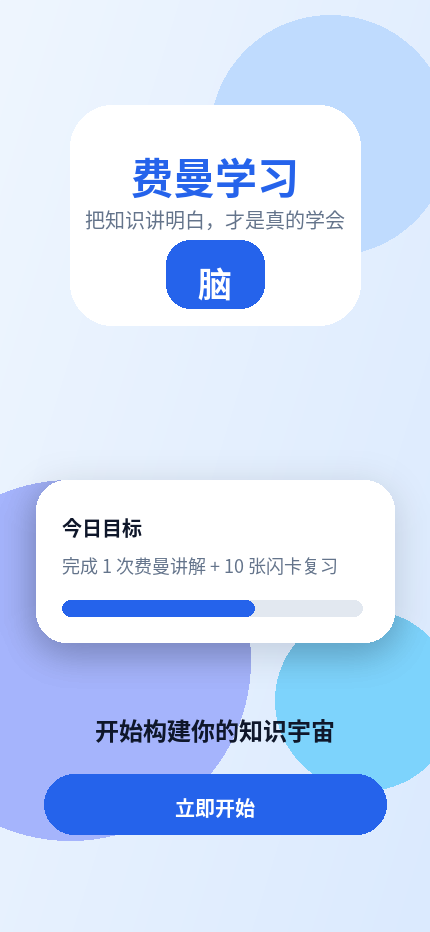 费曼学习
把知识讲明白，才是真的学会
脑
今日目标
完成 1 次费曼讲解 + 10 张闪卡复习
开始构建你的知识宇宙
立即开始